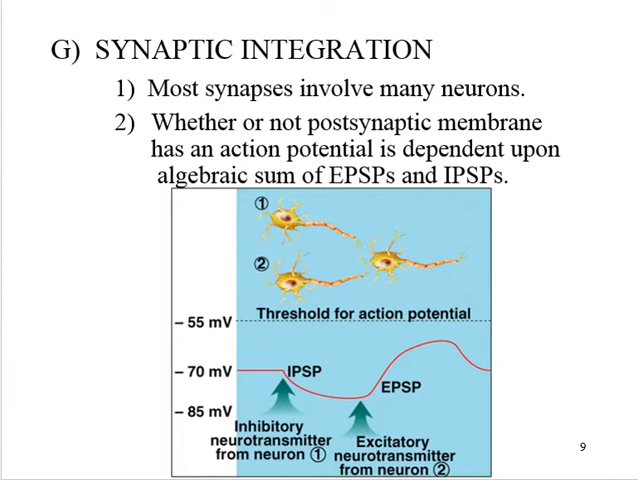 G) SYNAPTIC INTEGRATION
1) Most synapses involve many neurons.
2) Whether or not postsynaptic membrane
has an action potential is dependent upon
algebraic sum of EPSPs and IPSPs.
①
②
Threshold for action potential
– 55 mV
– 70 mV
IPSP
EPSP
– 85 mV
Inhibitory
neurotransmitter
from neuron ①
Excitatory
neurotransmitter
from neuron ②
9